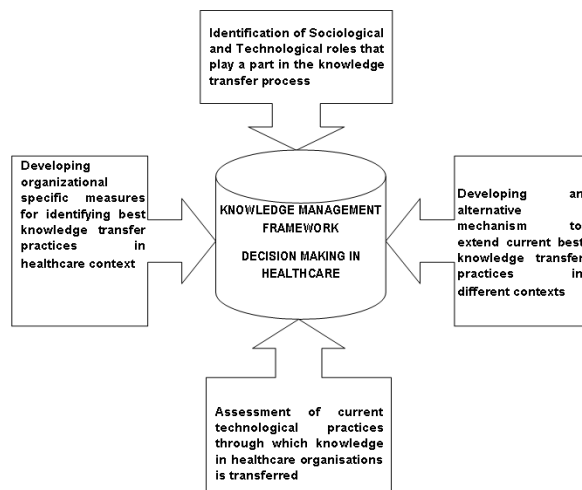 Identification of Sociological
and Technological roles that
play a part in the knowledge
transfer process
Developing
organizational
specific measures
for identifying best
knowledge transfer
practices in
healthcare context
KNOWLEDGE MANAGEMENT
FRAMEWORK
DECISION MAKING IN
HEALTHCARE
Developing an
alternative
mechanism to
extend current best
knowledge transfer
practices in
different contexts
Assessment of current
technological practices
through which knowledge
in healthcare organisations
is transferred